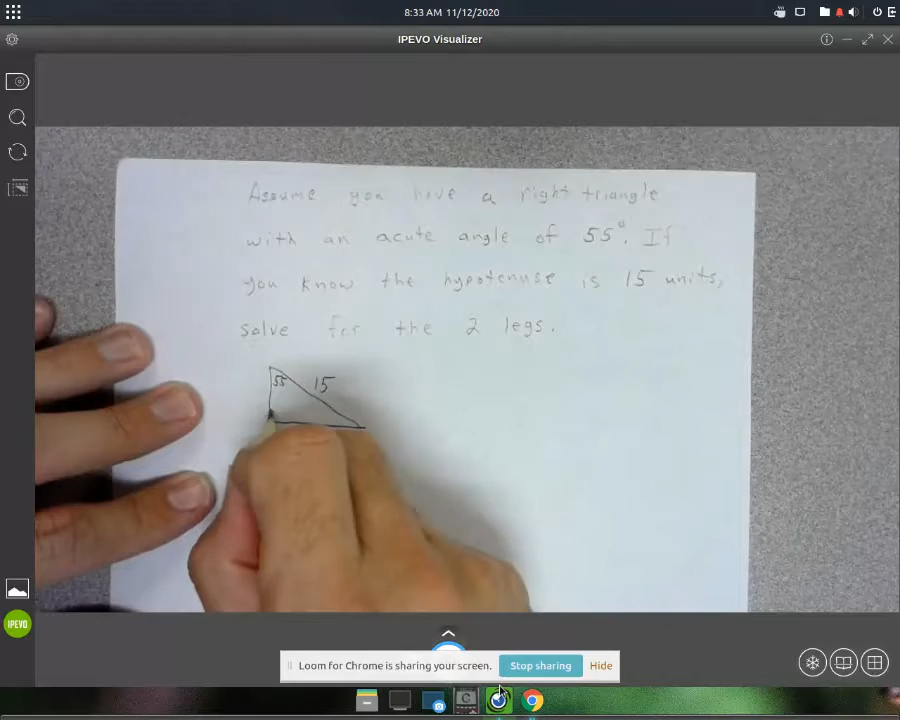 8:33 AM 11/12/2020
IPEVO Visualizer
Assume you have a right triangle
with an acute angle of 55°. If
you know the hypotenuse is 15 units,
solve for the 2 legs.
55 15
IPEVO
Loom for Chrome is sharing your screen. Stop sharing Hide
C